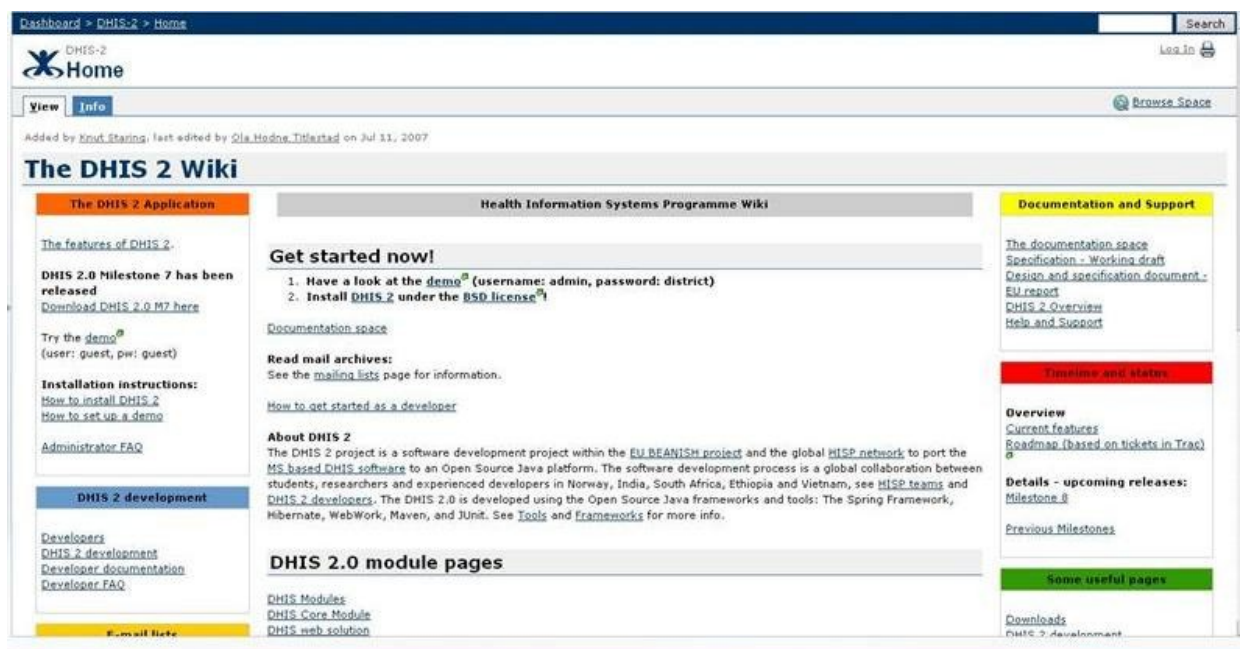 Dashboard > DHIS-2 > Home
Search
DHIS-2
Home
Log In
View Info
Browse Space
Added by Knut Staring, last edited by Ola Hodne Titlestad on Jul 11, 2007
The DHIS 2 Wiki
The DHIS 2 Application
The features of DHIS 2.
DHIS 2.0 Milestone 7 has been
released
Download DHIS 2.0 M7 here
Try the demo
(user: guest, pw: guest)
Installation instructions:
How to install DHIS 2
How to set up a demo
Administrator FAQ
DHIS 2 development
Developers
DHIS 2 development
Developer documentation
Developer FAQ
E-mail lists
Health Information Systems Programme Wiki
Get started now!
1. Have a look at the demo (username: admin, password: district)
2. Install DHIS 2 under the BSD license!
Documentation space
Read mail archives:
See the mailing lists page for information.
How to get started as a developer
About DHIS 2
The DHIS 2 project is a software development project within the EU BEANISH project and the global HISP network to port the
MS based DHIS software to an Open Source Java platform. The software development process is a global collaboration between
students, researchers and experienced developers in Norway, India, South Africa, Ethiopia and Vietnam, see HISP teams and
DHIS 2 developers. The DHIS 2.0 is developed using the Open Source Java frameworks and tools: The Spring Framework,
Hibernate, WebWork, Maven, and JUnit. See Tools and Frameworks for more info.
DHIS 2.0 module pages
DHIS Modules
DHIS Core Module
DHIS web solution
Documentation and Support
The documentation space
Specification - Working draft
Design and specification document -
EU report
DHIS 2 Overview
Help and Support
Timeline and status
Overview
Current features
Roadmap (based on tickets in Trac)
Details - upcoming releases:
Milestone 8
Previous Milestones
Some useful pages
Downloads
DHIS 2 development